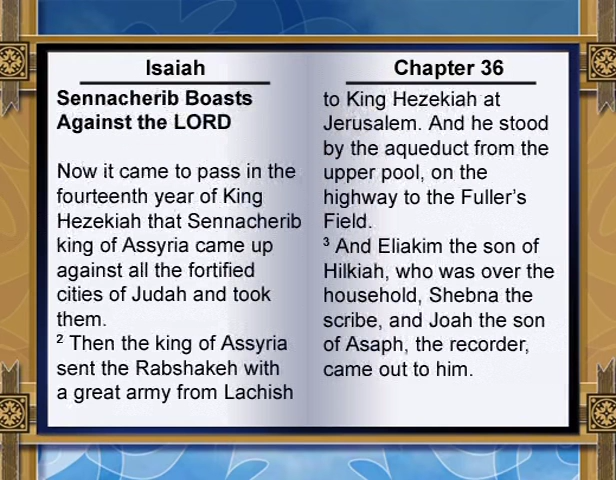 Isaiah
Sennacherib Boasts
Against the LORD
Now it came to pass in the
fourteenth year of King
Hezekiah that Sennacherib
king of Assyria came up
against all the fortified
cities of Judah and took
them.
² Then the king of Assyria
sent the Rabshakeh with
a great army from Lachish
Chapter 36
to King Hezekiah at
Jerusalem. And he stood
by the aqueduct from the
upper pool, on the
highway to the Fuller's
Field.
³ And Eliakim the son of
Hilkiah, who was over the
household, Shebna the
scribe, and Joah the son
of Asaph, the recorder,
came out to him.